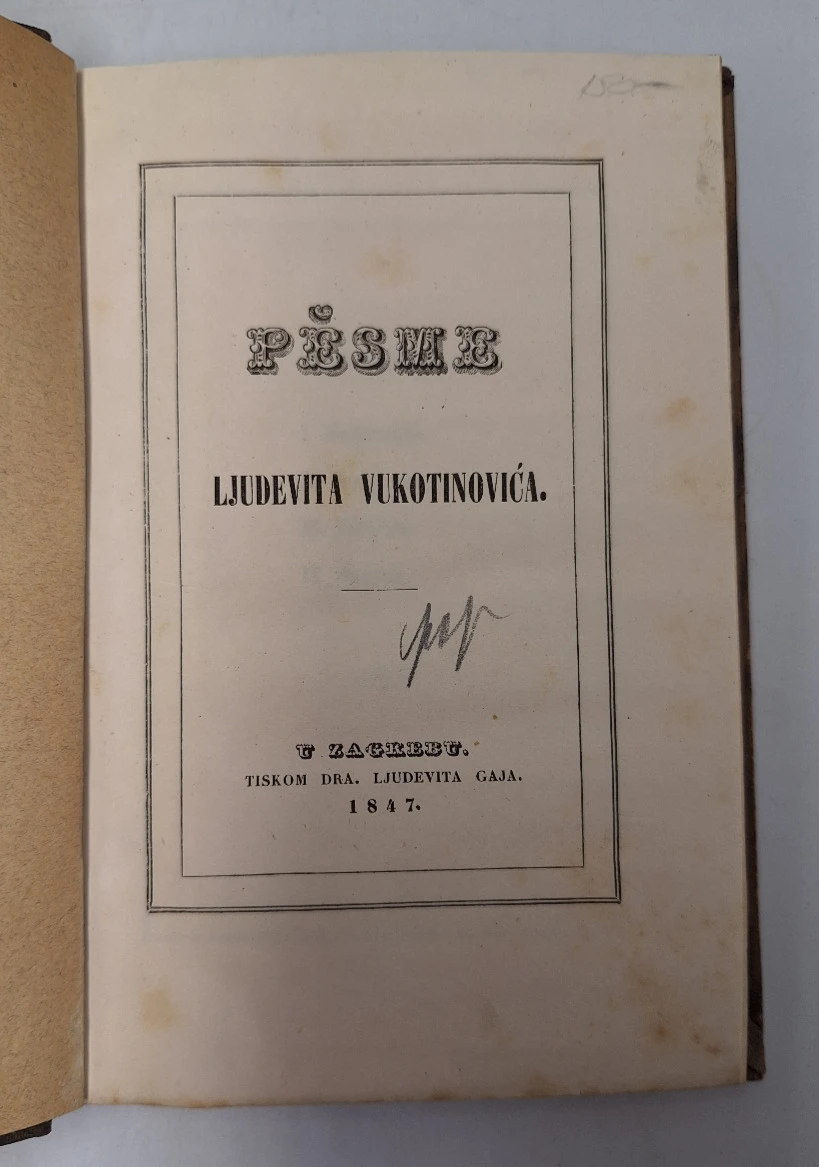 PĚSME
LJUDEVITA VUKOTINOVIĆA.
U ZAGREBU.
TISKOM DRA. LJUDEVITA GAJA.
1847.